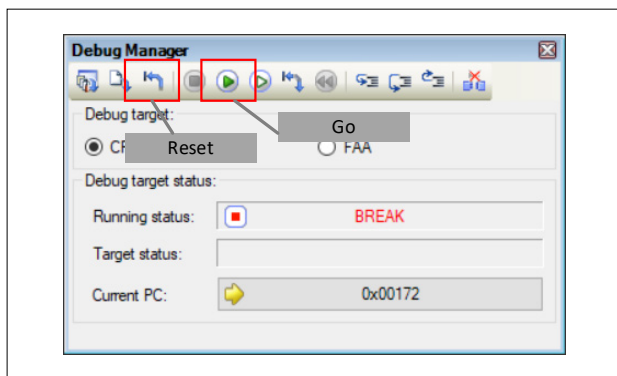 Debug Manager
Debug target:
Go
Reset
FAA
Debug target status:
Running status:
BREAK
Target status:
Current PC:
0x00172